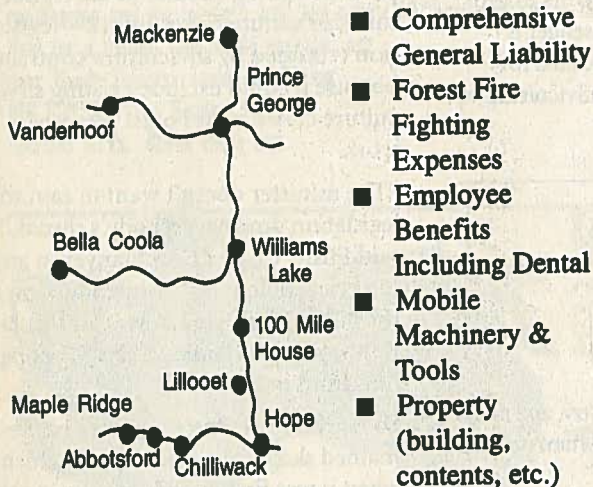 Mackenzie
Prince
George
Vanderhoof
Bella Coola
Williams
Lake
100 Mile
House
Lillooet
Maple Ridge
Hope
Abbotsford
Chilliwack
■ Comprehensive
General Liability
■ Forest Fire
Fighting
Expenses
■ Employee
Benefits
Including Dental
■ Mobile
Machinery &
Tools
■ Property
(building,
contents, etc.)